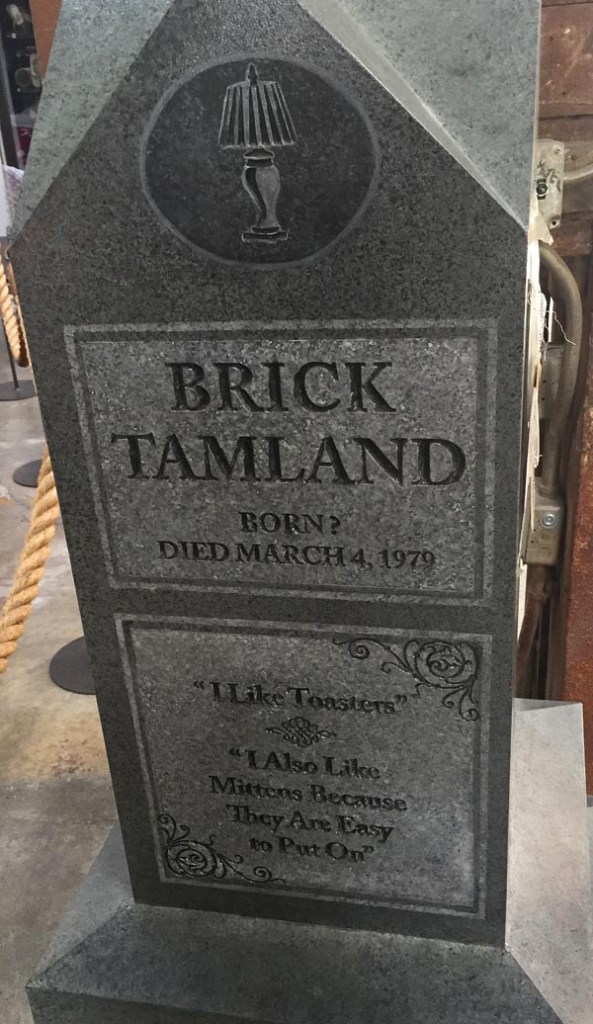 BRICK
TAMLAND
BORN?
DIED MARCH 4, 1979
"I Like Toasters"
"I Also Like
Mittens Because
They Are Easy
to Put On"